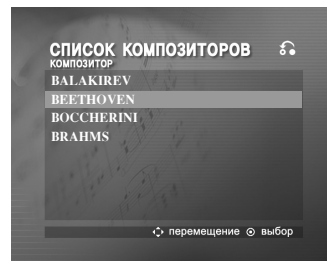 СПИСОК КОМПОЗИТОРОВ
КОМПОЗИТОР
BALAKIREV
BEETHOVEN
BOCCHERINI
BRAHMS
перемещение выбор